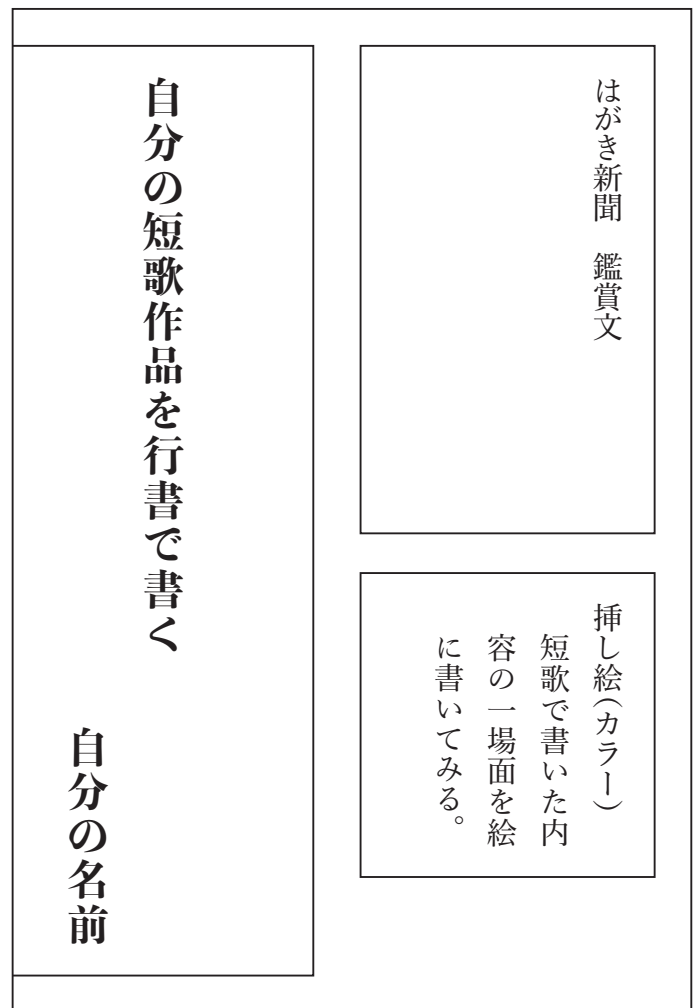 はがき新聞　鑑賞文
挿し絵(カラー)
短歌で書いた内
容の一場面を絵
に書いてみる。
自分の短歌作品を行書で書く
自分の名前